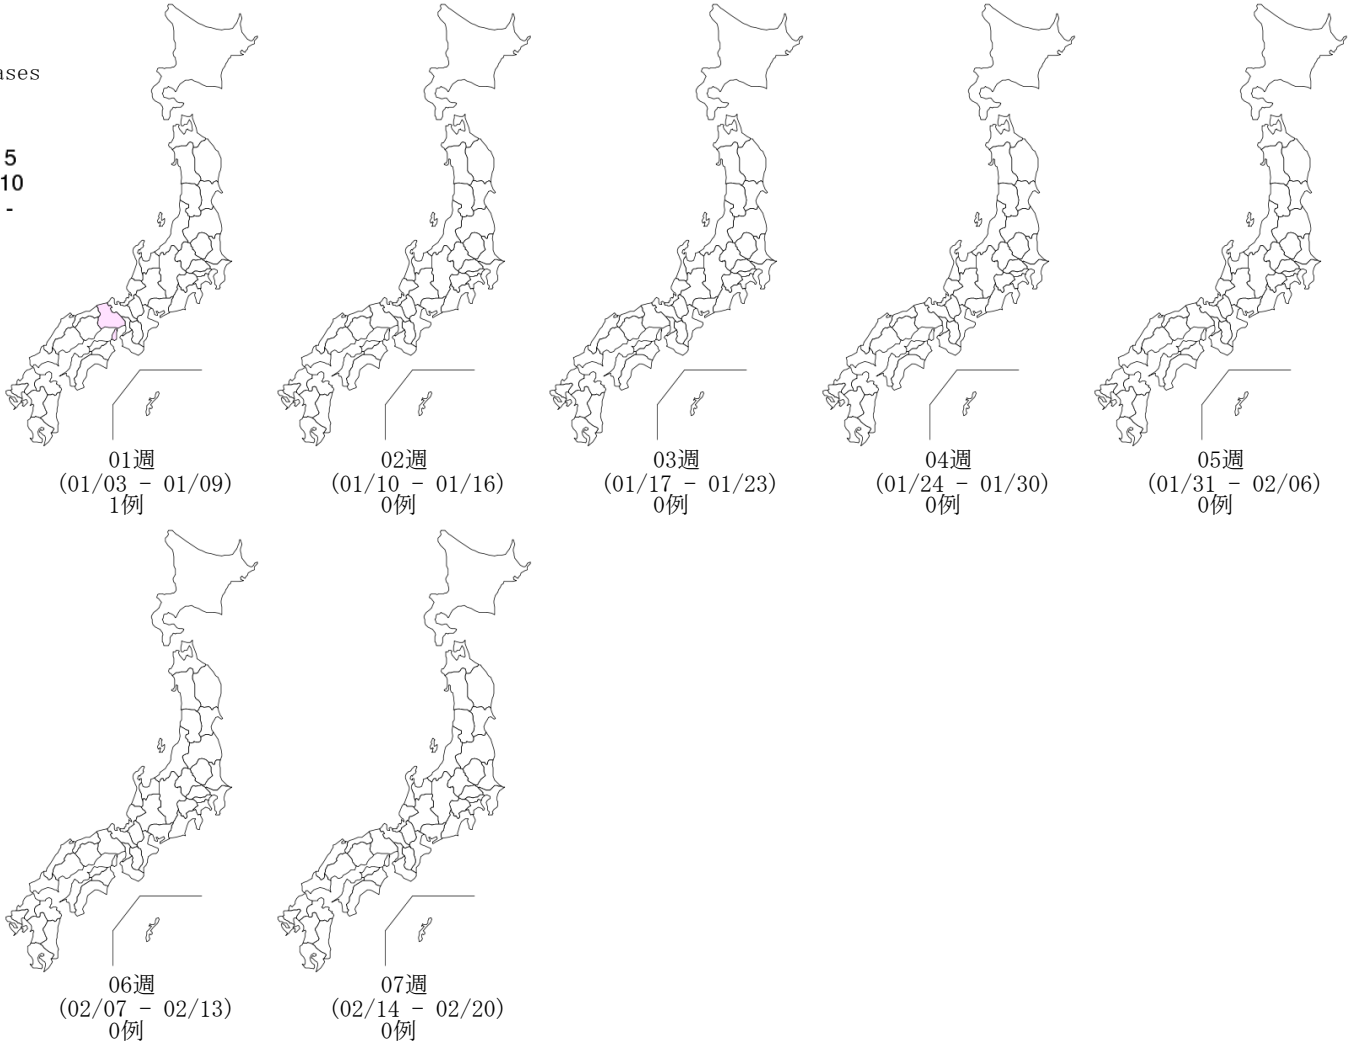 ases
5
10
-
01週
(01/03 - 01/09)
1例
02週
(01/10 - 01/16)
0例
03週
(01/17 - 01/23)
0例
04週
(01/24 - 01/30)
0例
05週
(01/31 - 02/06)
0例
06週
(02/07 - 02/13)
0例
07週
(02/14 - 02/20)
0例